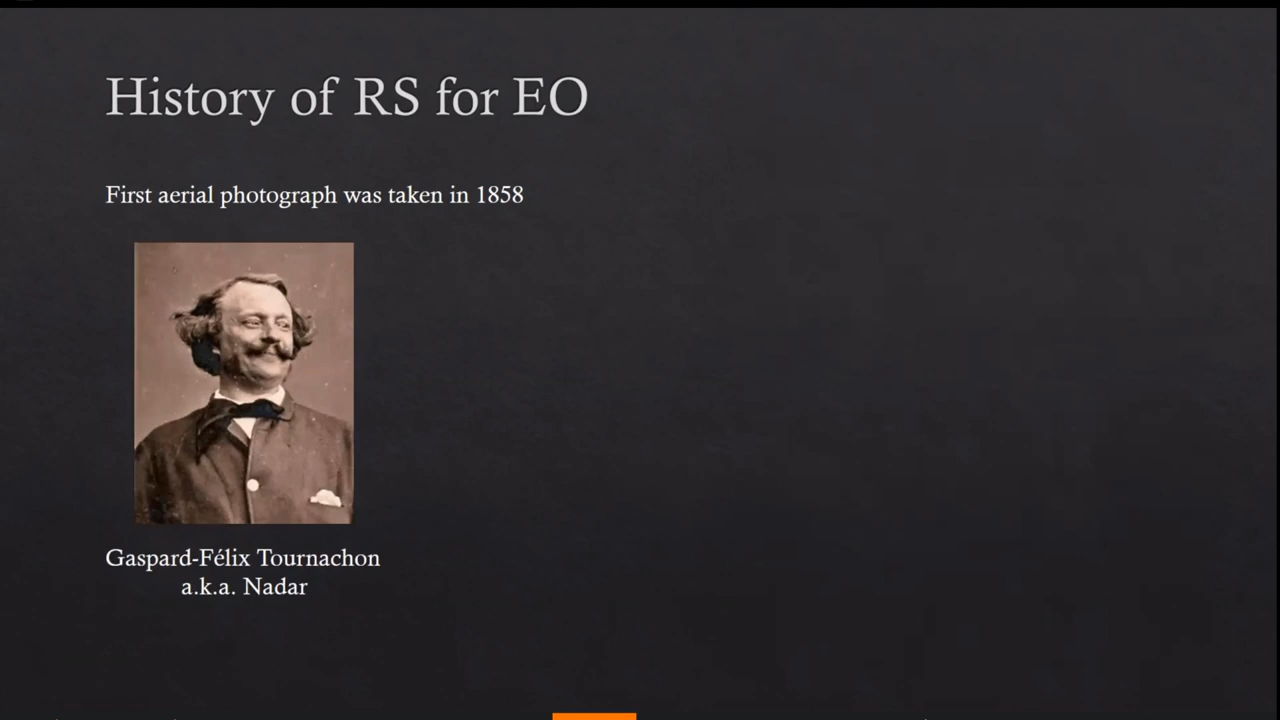 History of RS for EO
First aerial photograph was taken in 1858
Gaspard-Félix Tournachon
a.k.a. Nadar